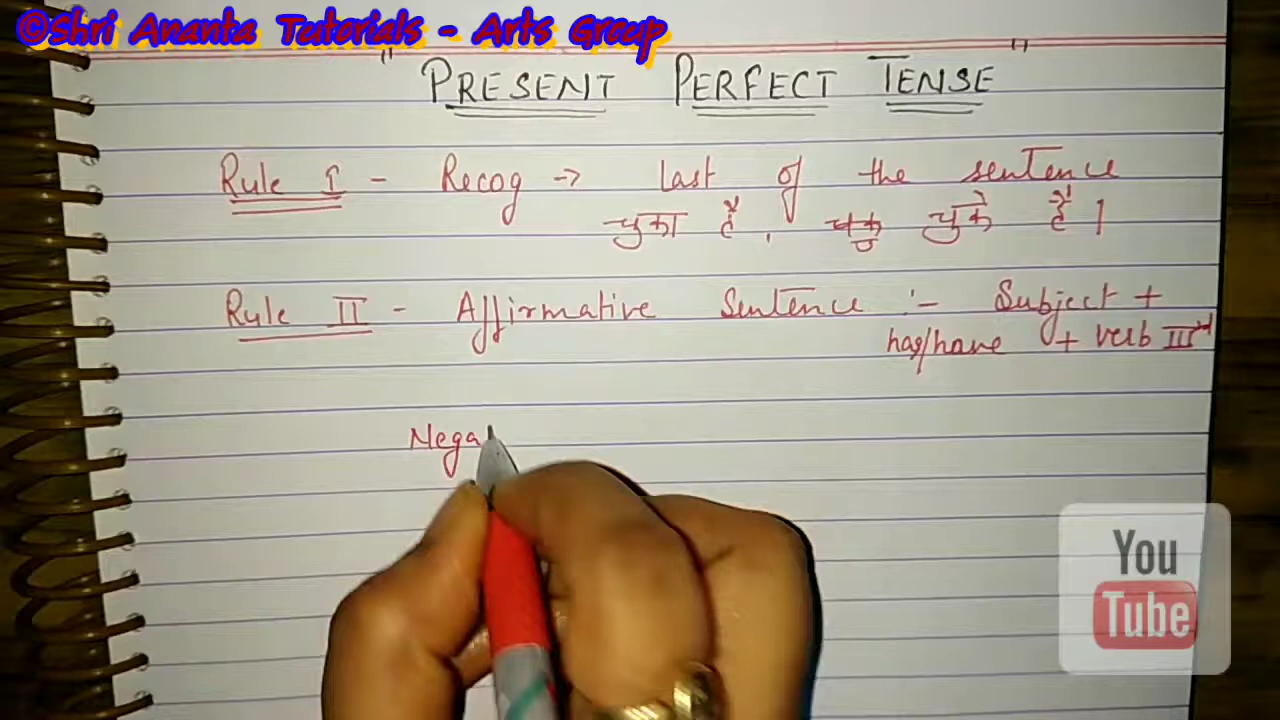 ©Shri Ananta Tutorials - Arts Group
" PRESENT PERFECT TENSE "
Rule I - Recog → Last of the sentence
चुका हैं, चुके हैं।
Rule II - Affirmative Sentence :- Subject +
has/have + verb IIIrd
Nega
You
Tube